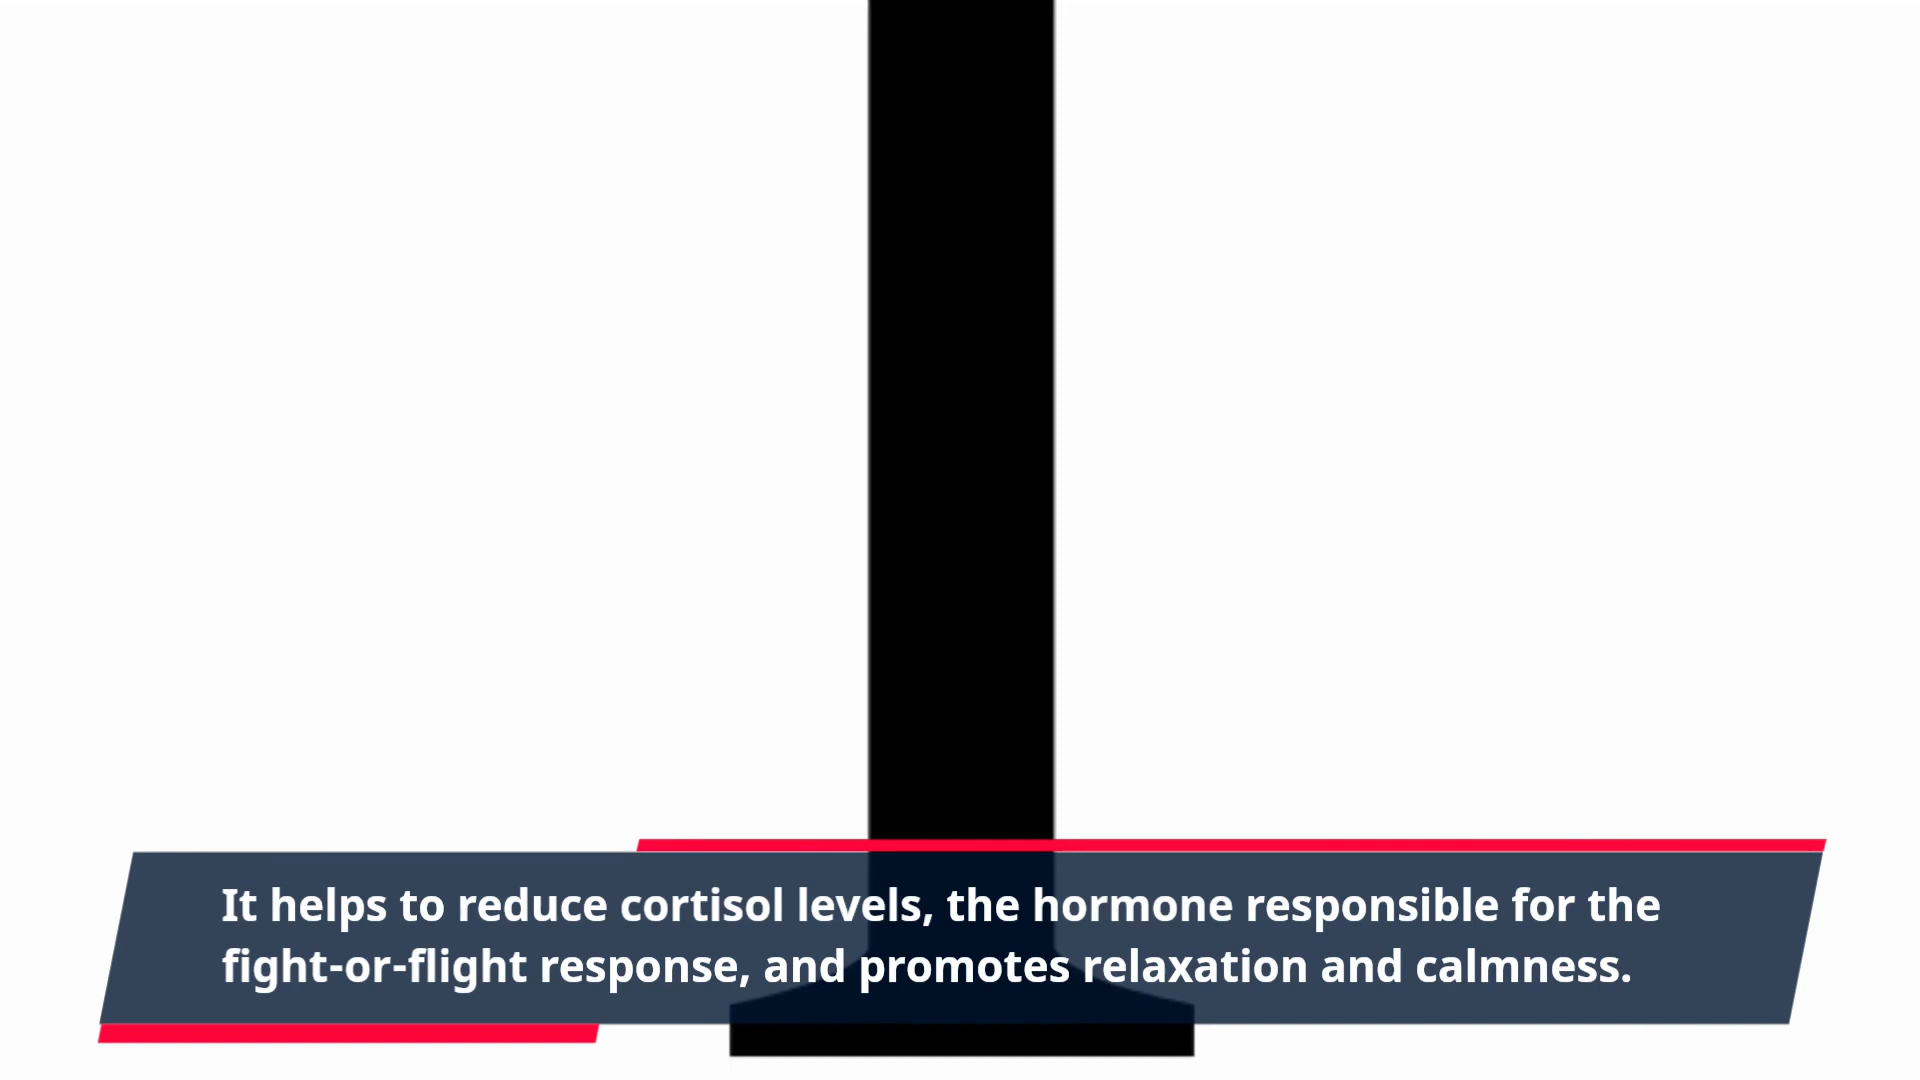 It helps to reduce cortisol levels, the hormone responsible for the
fight-or-flight response, and promotes relaxation and calmness.